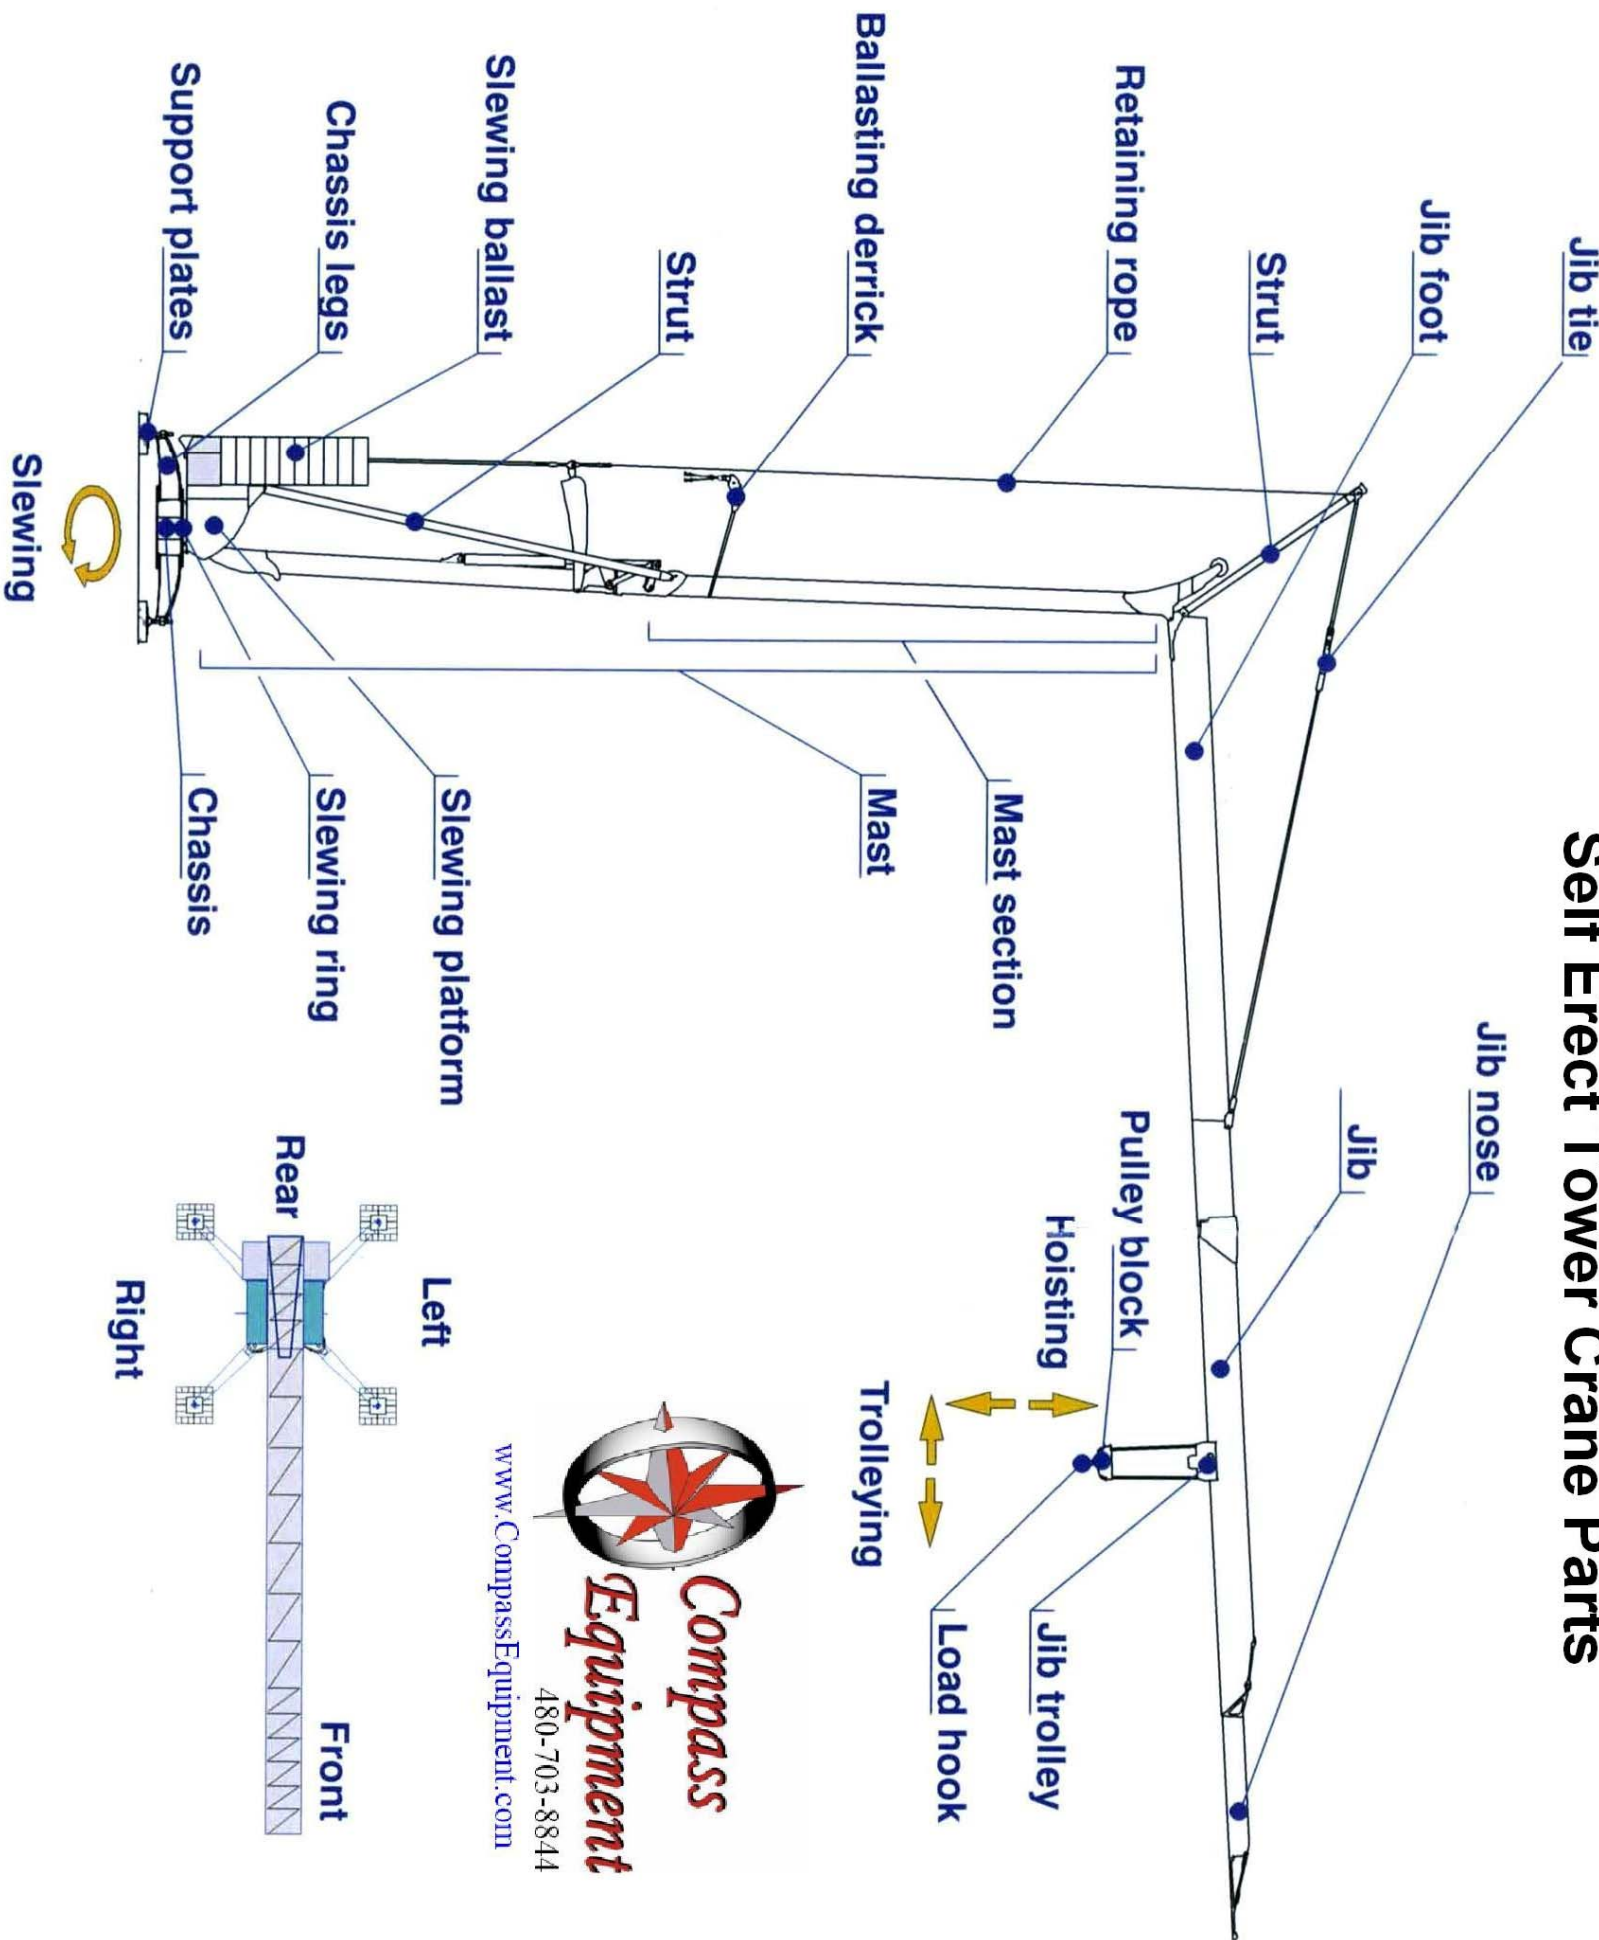 Self Erect Tower Crane Parts
Jib tie
Jib foot
Strut
Retaining rope
Ballasting derrick
Strut
Slewing ballast
Chassis legs
Support plates
Jib nose
Jib
Pulley block
Hoisting
Trolleying
Jib trolley
Load hook
Mast section
Mast
Slewing platform
Slewing ring
Chassis
Slewing
Left
Rear
Front
Right
Compass
Equipment
480-703-8844
www.CompassEquipment.com